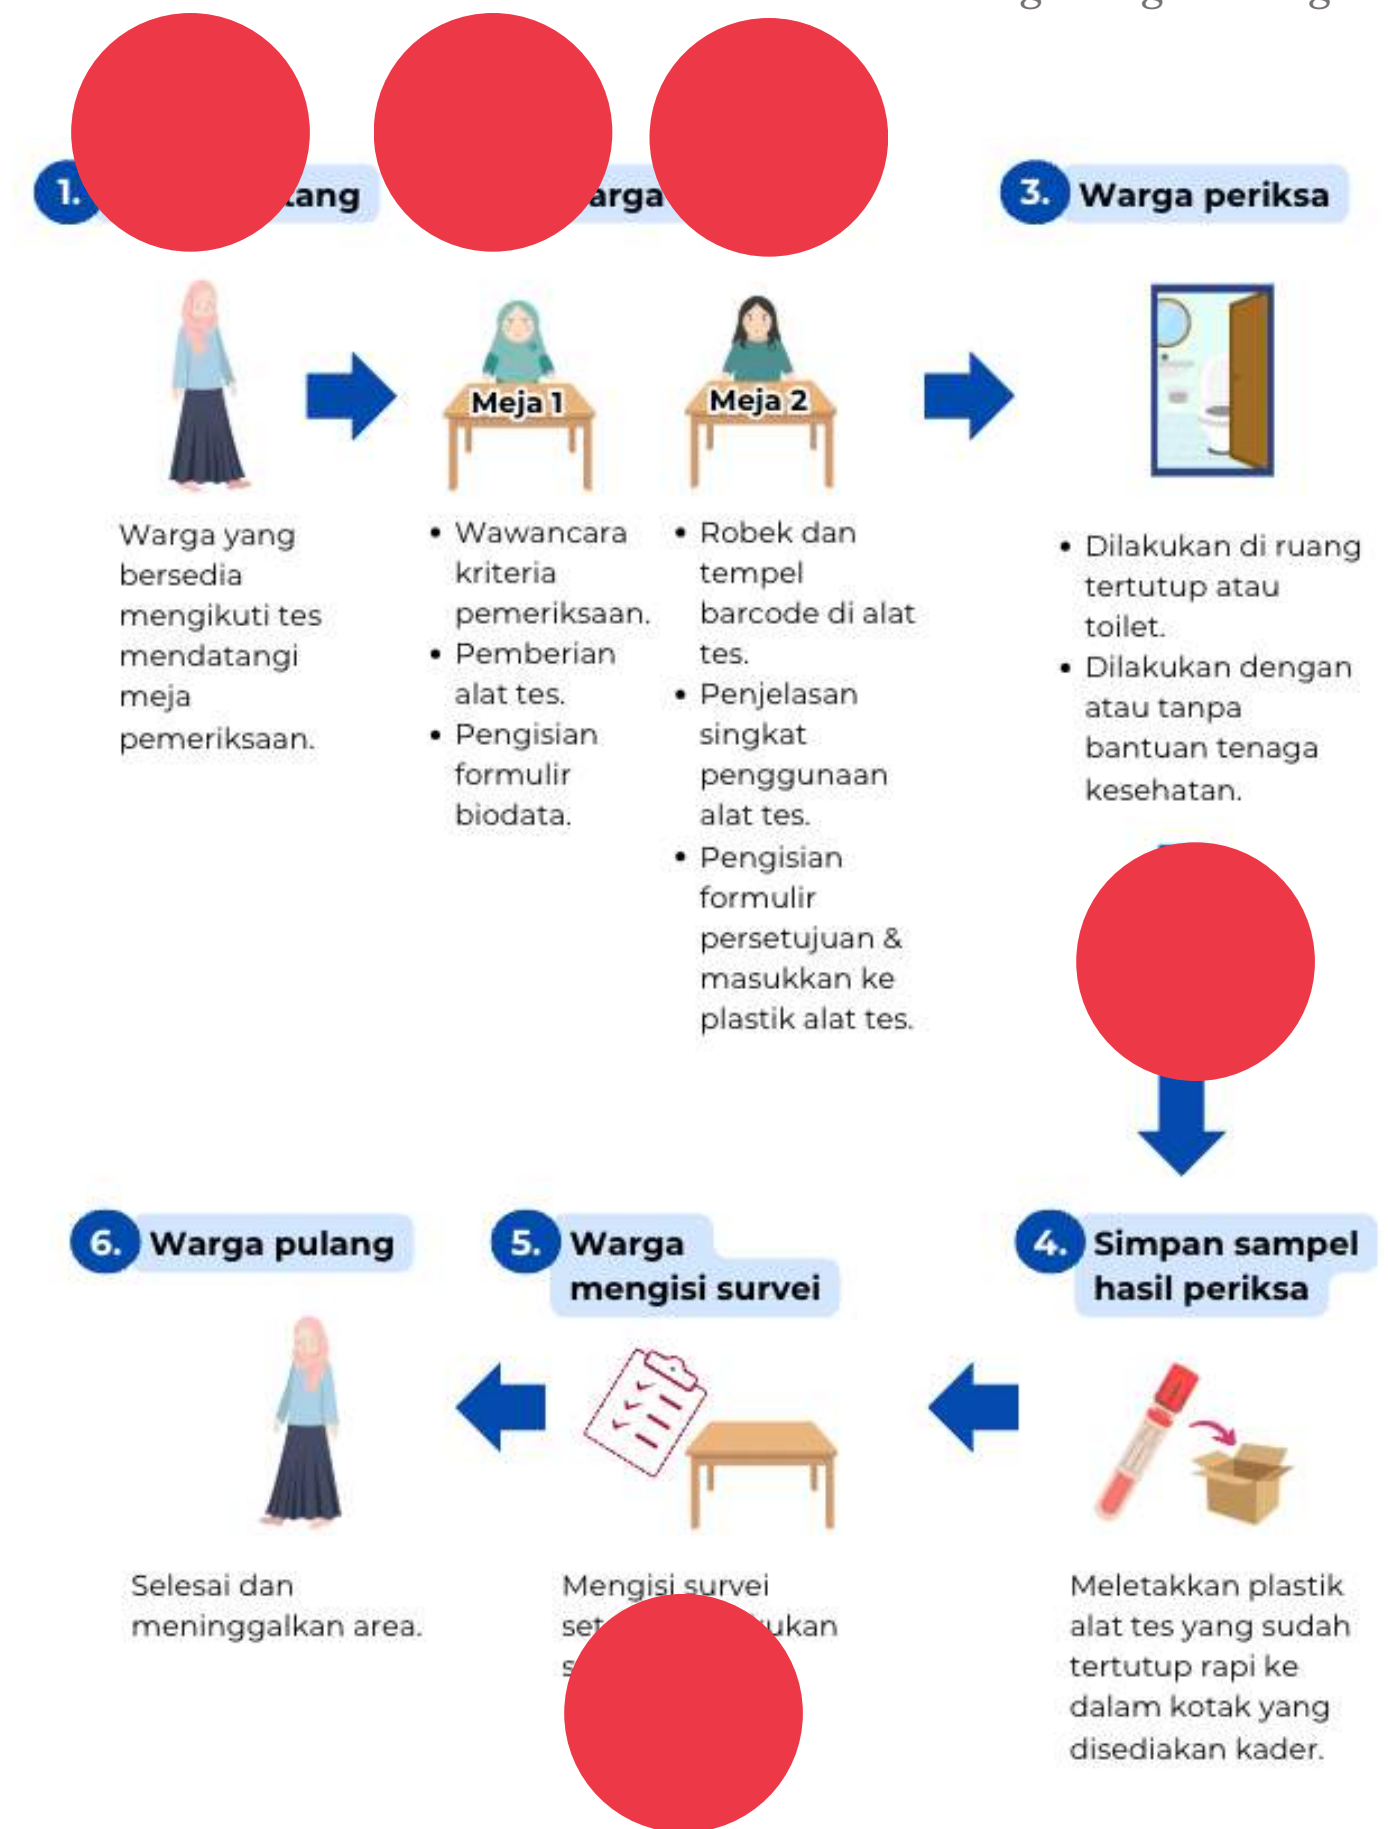 1.
arga
3. Warga periksa
Meja 1
Meja 2
Warga yang
bersedia
mengikuti tes
mendatangi
meja
pemeriksaan.
• Wawancara
kriteria
pemeriksaan.
• Pemberian
alat tes.
• Pengisian
formulir
biodata.
• Robek dan
tempel
barcode di alat
tes.
• Penjelasan
singkat
penggunaan
alat tes.
• Pengisian
formulir
persetujuan &
masukkan ke
plastik alat tes.
• Dilakukan di ruang
tertutup atau
toilet.
• Dilakukan dengan
atau tanpa
bantuan tenaga
kesehatan.
6. Warga pulang
5. Warga
mengisi survei
4. Simpan sampel
hasil periksa
Selesai dan
meninggalkan area.
Mengisi survei
Meletakkan plastik
alat tes yang sudah
tertutup rapi ke
dalam kotak yang
disediakan kader.